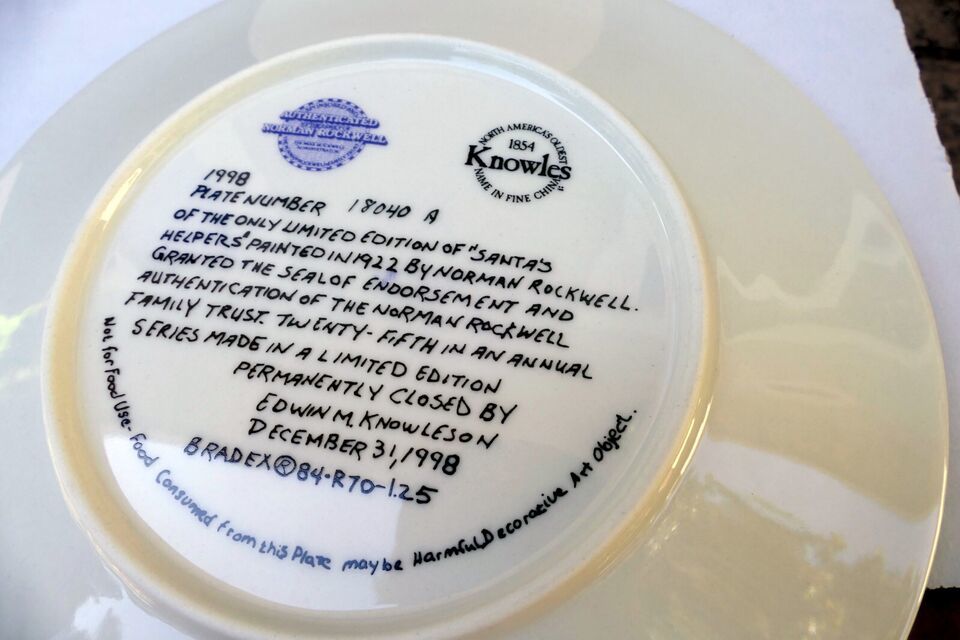 AUTHENTICATED
NORMAN ROCKWELL
NORTH AMERICA'S OLDEST
1854
Knowles
NAME IN FINE CHINA
1998
PLATE NUMBER 18040 A
OF THE ONLY LIMITED EDITION OF "SANTA'S
HELPERS" PAINTED IN 1922 BY NORMAN ROCKWELL.
GRANTED THE SEAL OF ENDORSEMENT AND
AUTHENTICATION OF THE NORMAN ROCKWELL
FAMILY TRUST. TWENTY-FIFTH IN AN ANNUAL
SERIES MADE IN A LIMITED EDITION
PERMANENTLY CLOSED BY
EDWIN M. KNOWLES ON
DECEMBER 31, 1998
BRADEX® 84-R70-1.25
Not for Food Use- Food Consumed from this Plate may be Harmful. Decorative Art Object.